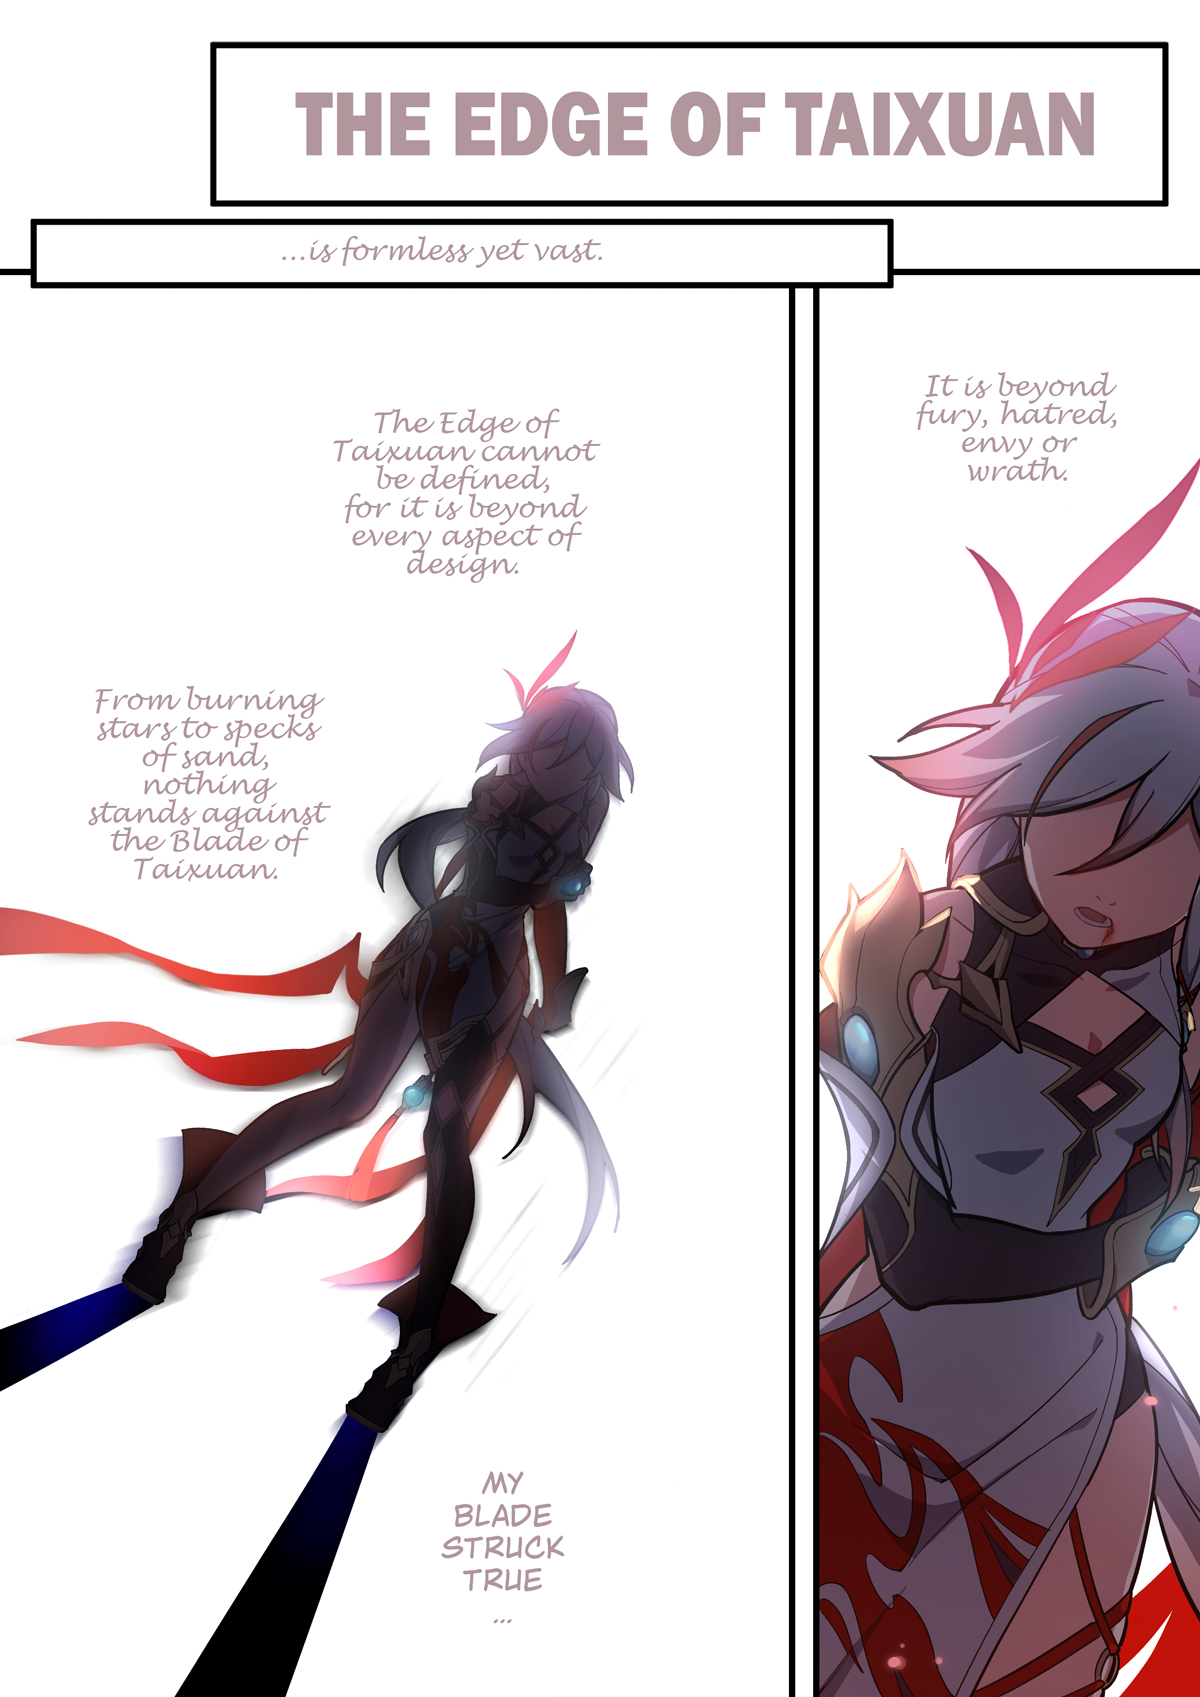 THE EDGE OF TAIXUAN
...is formless yet vast.
The Edge of
Taixuan cannot
be defined,
for it is beyond
every aspect of
design.
From burning
stars to specks
of sand,
nothing
stands against
the Blade of
Taixuan.
MY
BLADE
STRUCK
TRUE
...
It is beyond
fury, hatred,
envy or
wrath.